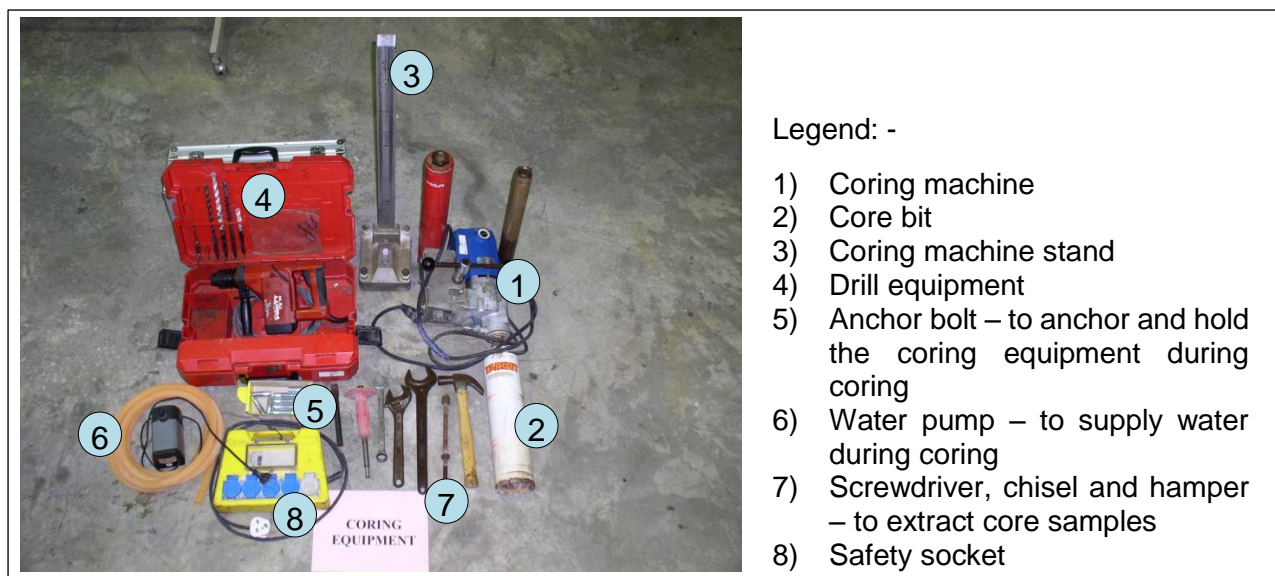 3
4
1
5
6
2
7
8
CORING
EQUIPMENT
Legend: -
1) Coring machine
2) Core bit
3) Coring machine stand
4) Drill equipment
5) Anchor bolt – to anchor and hold
the coring equipment during
coring
6) Water pump – to supply water
during coring
7) Screwdriver, chisel and hamper
– to extract core samples
8) Safety socket